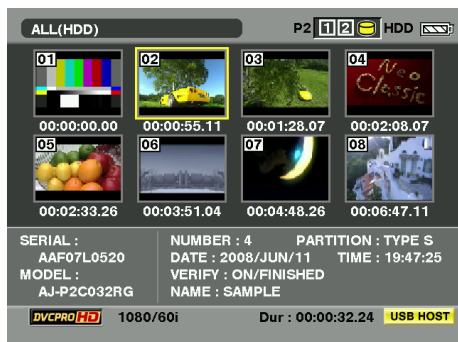 ALL(HDD) P2 1 2 HDD
01 02 03 04
Neo
Classic
00:00:00.00 00:00:55.11 00:01:28.07 00:02:08.07
05 06 07 08
00:02:33.26 00:03:51.04 00:04:48.26 00:06:47.11
SERIAL : NUMBER : 4 PARTITION : TYPE S
AAF07L0520 DATE : 2008/JUN/11 TIME : 19:47:25
MODEL : VERIFY : ON/FINISHED
AJ-P2C032RG NAME : SAMPLE
DVCPRO HD 1080/60i Dur : 00:00:32.24 USB HOST